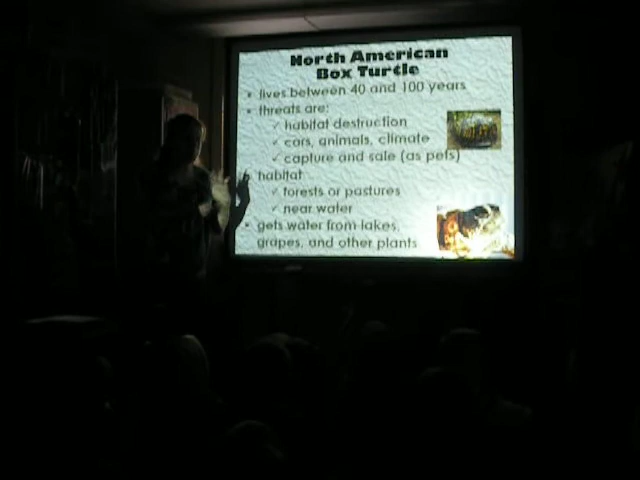 North American
Box Turtle
• lives between 40 and 100 years
• threats are:
✓ habitat destruction
✓ cars, animals, climate
✓ capture and sale (as pets)
• habitat
✓ forests or pastures
✓ near water
• gets water from lakes,
grapes, and other plants